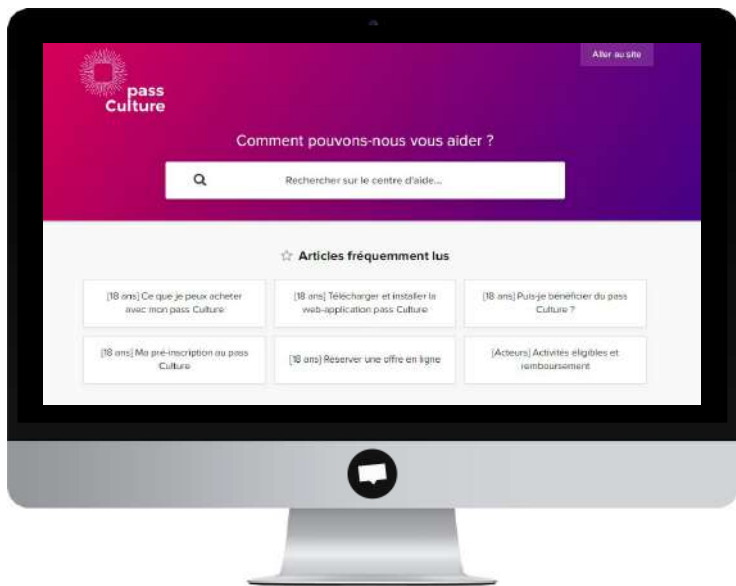 Aller au site
pass
Culture
Comment pouvons-nous vous aider ?
Rechercher sur le centre d'aide...
☆ Articles fréquemment lus
[18 ans] Ce que je peux acheter
avec mon pass Culture
[18 ans] Télécharger et installer la
web-application pass Culture
[18 ans] Puis-je bénéficier du pass
Culture ?
[18 ans] Ma pré-inscription au pass
Culture
[18 ans] Réserver une offre en ligne
[Acteurs] Activités éligibles et
remboursement